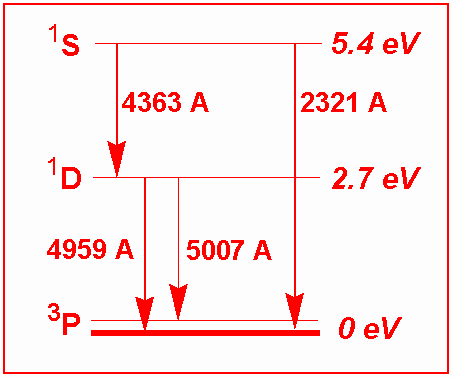 ¹S 5.4 eV
4363 A 2321 A
¹D 2.7 eV
4959 A 5007 A
³P 0 eV